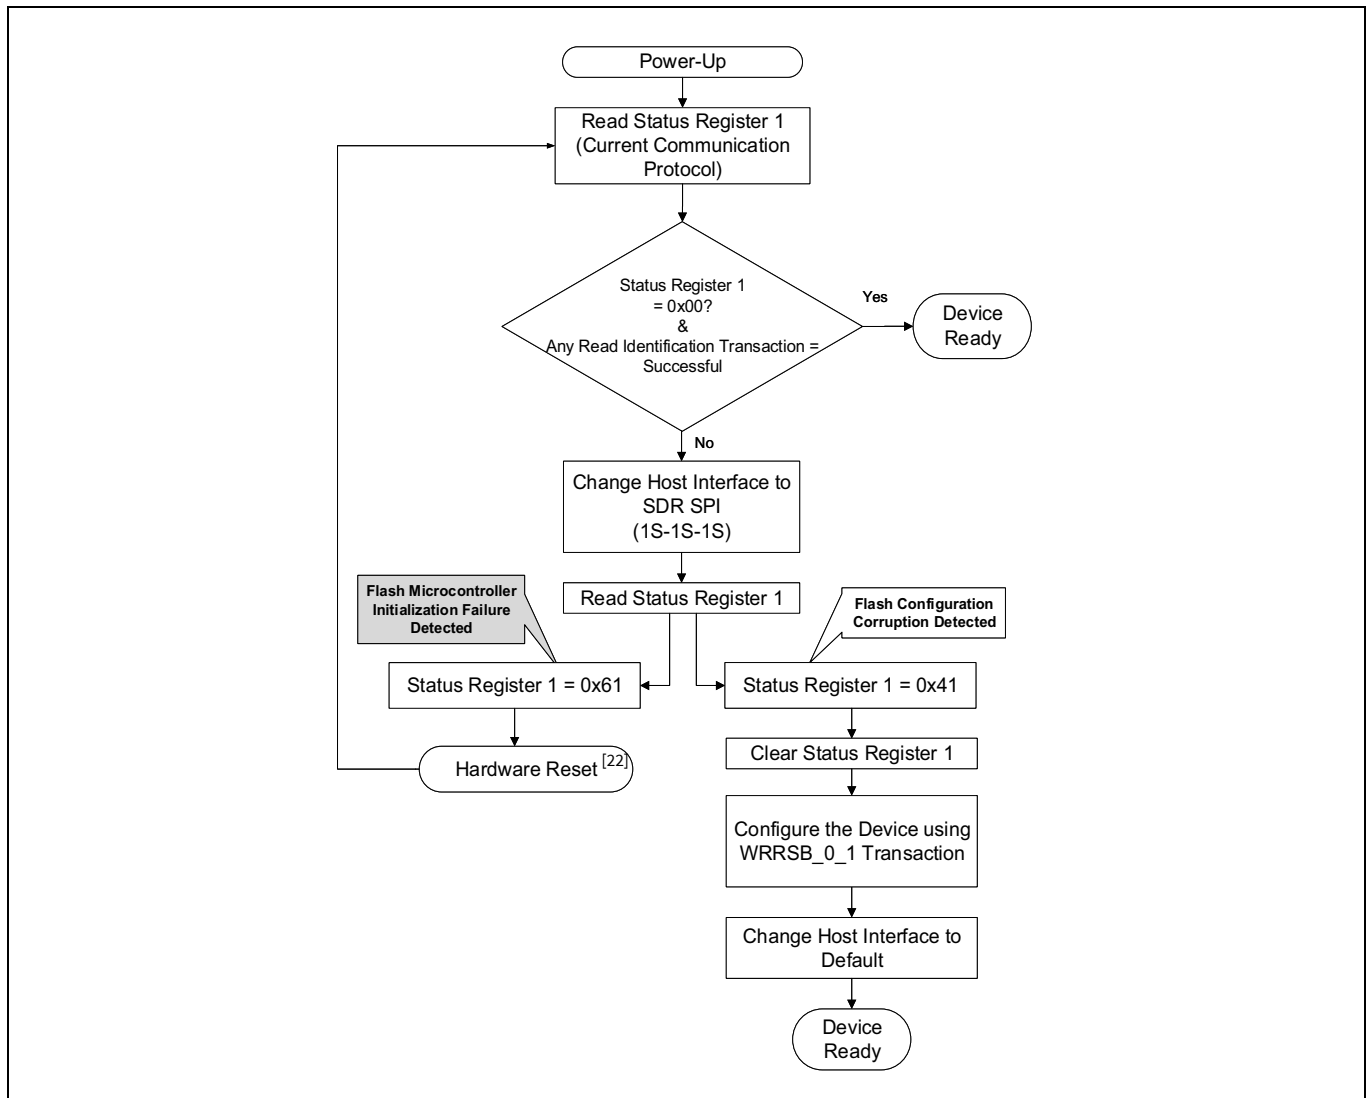 Power-Up
Read Status Register 1
(Current Communication
Protocol)
Status Register 1
= 0x00?
&
Any Read Identification Transaction =
Successful
Yes
Device
Ready
No
Change Host Interface to
SDR SPI
(1S-1S-1S)
Read Status Register 1
Flash Microcontroller
Initialization Failure
Detected
Flash Configuration
Corruption Detected
Status Register 1 = 0x61
Status Register 1 = 0x41
Hardware Reset [22]
Clear Status Register 1
Configure the Device using
WRRSB_0_1 Transaction
Change Host Interface to
Default
Device
Ready